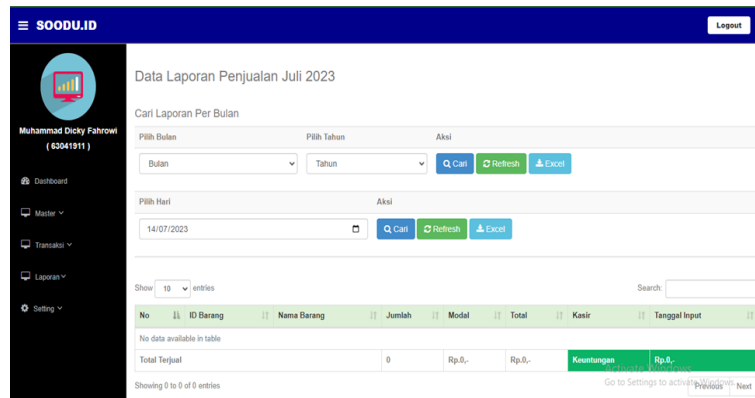 SOODU.ID
Logout
Muhammad Dicky Fahrowi
( 63041911 )
Dashboard
Master
Transaksi
Laporan
Setting
Data Laporan Penjualan Juli 2023
Cari Laporan Per Bulan
Pilih Bulan Pilih Tahun Aksi
Bulan Tahun Cari Refresh Excel
Pilih Hari Aksi
14/07/2023 Cari Refresh Excel
Show 10 entries Search:
No ID Barang Nama Barang Jumlah Modal Total Kasir Tanggal Input
No data available in table
Total Terjual 0 Rp.0,- Rp.0,- Keuntungan Rp.0,-
Activate Windows
Go to Settings to activate Windows.
Showing 0 to 0 of 0 entries Previous Next